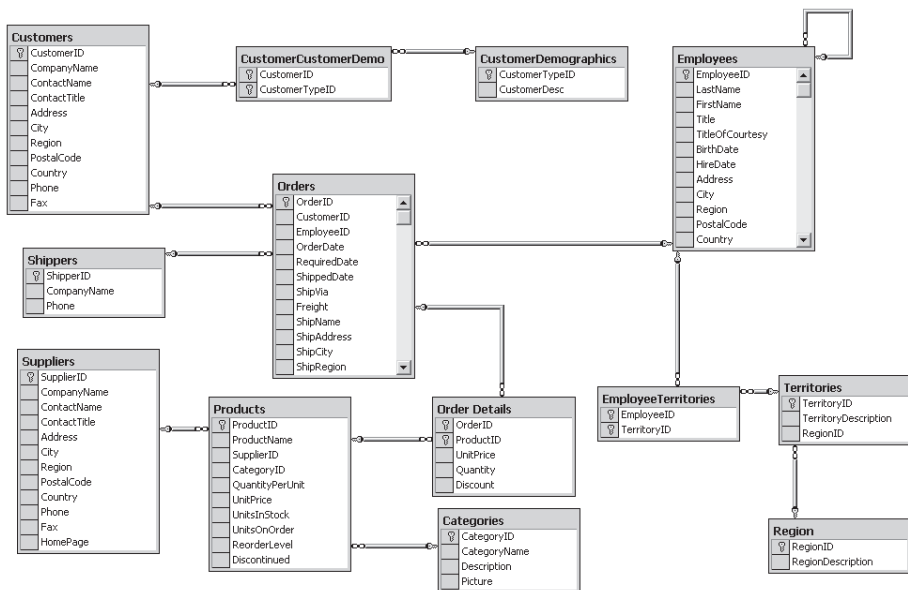 Customers
CustomerID
CompanyName
ContactName
ContactTitle
Address
City
Region
PostalCode
Country
Phone
Fax
CustomerCustomerDemo
CustomerID
CustomerTypeID
CustomerDemographics
CustomerTypeID
CustomerDesc
Employees
EmployeeID
LastName
FirstName
Title
TitleOfCourtesy
BirthDate
HireDate
Address
City
Region
PostalCode
Country
Orders
OrderID
CustomerID
EmployeeID
OrderDate
RequiredDate
ShippedDate
ShipVia
Freight
ShipName
ShipAddress
ShipCity
ShipRegion
Shippers
ShipperID
CompanyName
Phone
Suppliers
SupplierID
CompanyName
ContactName
ContactTitle
Address
City
Region
PostalCode
Country
Phone
Fax
HomePage
Products
ProductID
ProductName
SupplierID
CategoryID
QuantityPerUnit
UnitPrice
UnitsInStock
UnitsOnOrder
ReorderLevel
Discontinued
Order Details
OrderID
ProductID
UnitPrice
Quantity
Discount
EmployeeTerritories
EmployeeID
TerritoryID
Territories
TerritoryID
TerritoryDescription
RegionID
Categories
CategoryID
CategoryName
Description
Picture
Region
RegionID
RegionDescription